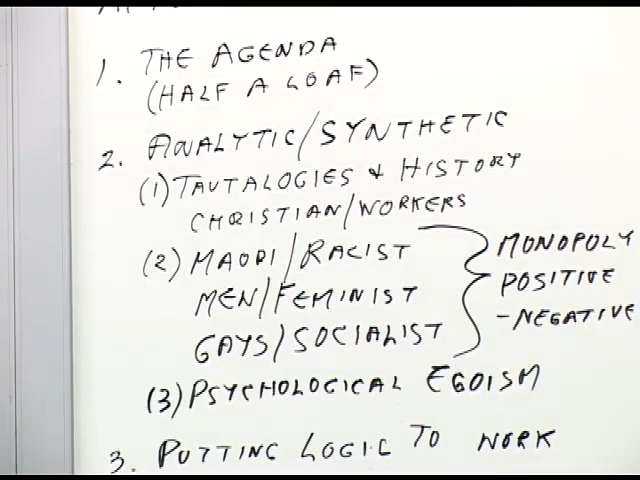 1. THE AGENDA
(HALF A LOAF)
2. ANALYTIC/SYNTHETIC
(1) TAUTALOGIES & HISTORY
CHRISTIAN/WORKERS
(2) MAORI/RACIST
MEN/FEMINIST
GAYS/SOCIALIST
MONOPOLY
POSITIVE
-NEGATIVE
(3) PSYCHOLOGICAL EGOISM
3. PUTTING LOGIC TO WORK